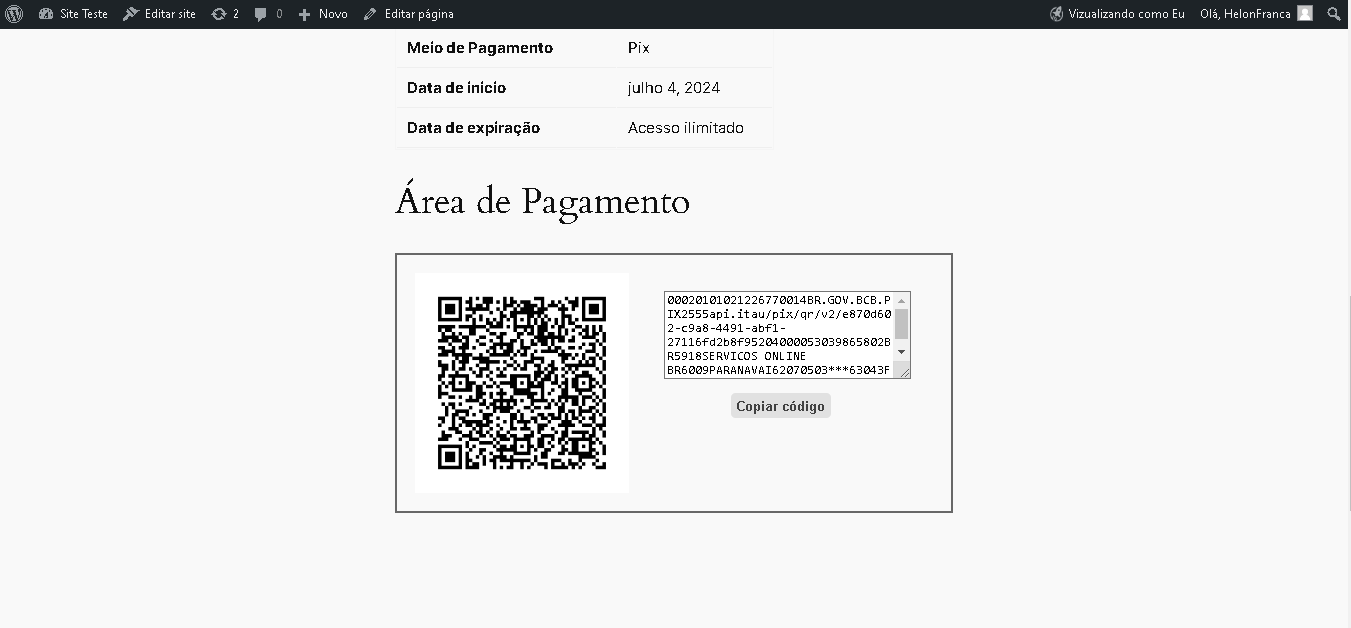 Site Teste Editar site 2 0 Novo Editar página Vizualizando como Eu Olá, HelonFranca
Meio de Pagamento Pix
Data de início julho 4, 2024
Data de expiração Acesso ilimitado
Área de Pagamento
00020101021226770014BR.GOV.BCB.P
IX2555api.itau/pix/qr/v2/e870d60
2-c9a8-4491-abf1-
27116fd2b8f95204000053039865802B
R5918SERVICOS ONLINE
BR6009PARANAVAI62070503***63043F
Copiar código